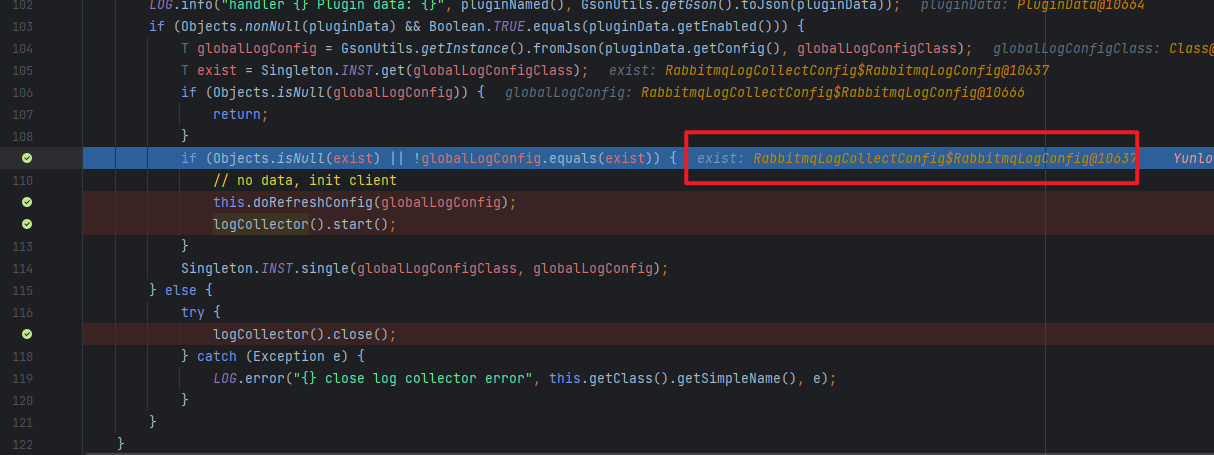 102 LOG.info("handler {} Plugin data: {}", pluginNamed(), GsonUtils.getGson().toJson(pluginData)); pluginData: PluginData@10664
103 if (Objects.nonNull(pluginData) && Boolean.TRUE.equals(pluginData.getEnabled())) {
104 T globalLogConfig = GsonUtils.getInstance().fromJson(pluginData.getConfig(), globalLogConfigClass); globalLogConfigClass: Class@
105 T exist = Singleton.INST.get(globalLogConfigClass); exist: RabbitmqLogCollectConfig$RabbitmqLogConfig@10637
106 if (Objects.isNull(globalLogConfig)) { globalLogConfig: RabbitmqLogCollectConfig$RabbitmqLogConfig@10666
107 return;
108 }
if (Objects.isNull(exist) || !globalLogConfig.equals(exist)) { exist: RabbitmqLogCollectConfig$RabbitmqLogConfig@10637 Yunlo
110 // no data, init client
this.doRefreshConfig(globalLogConfig);
logCollector().start();
113 }
114 Singleton.INST.single(globalLogConfigClass, globalLogConfig);
115 } else {
116 try {
logCollector().close();
118 } catch (Exception e) {
119 LOG.error("{} close log collector error", this.getClass().getSimpleName(), e);
120 }
121 }
122 }